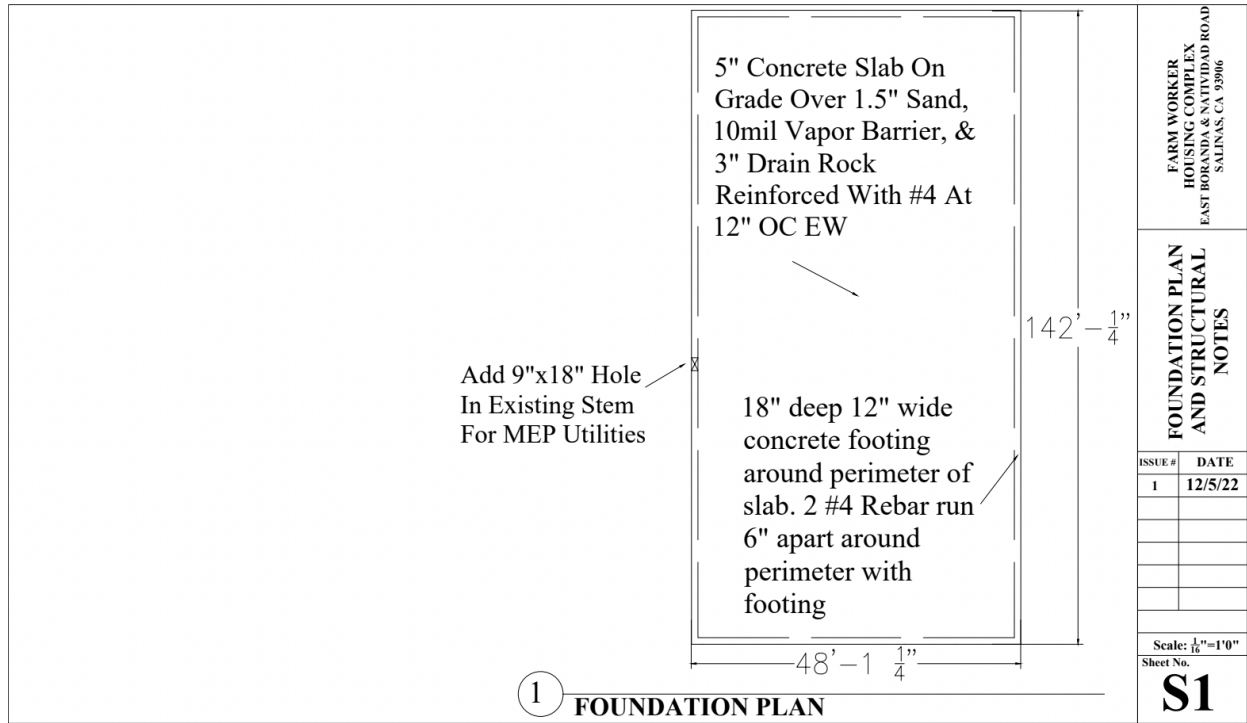 5" Concrete Slab On
Grade Over 1.5" Sand,
10mil Vapor Barrier, &
3" Drain Rock
Reinforced With #4 At
12" OC EW
142'-1/4"
Add 9"x18" Hole
In Existing Stem
For MEP Utilities
18" deep 12" wide
concrete footing
around perimeter of
slab. 2 #4 Rebar run
6" apart around
perimeter with
footing
48'-1 1/4"
1
FOUNDATION PLAN
FARM WORKER
HOUSING COMPLEX
EAST BORANDA & NATIVIDAD ROAD
SALINAS, CA 93906
FOUNDATION PLAN
AND STRUCTURAL
NOTES
ISSUE # DATE
1 12/5/22
Scale: 1/16"=1'0"
Sheet No.
S1